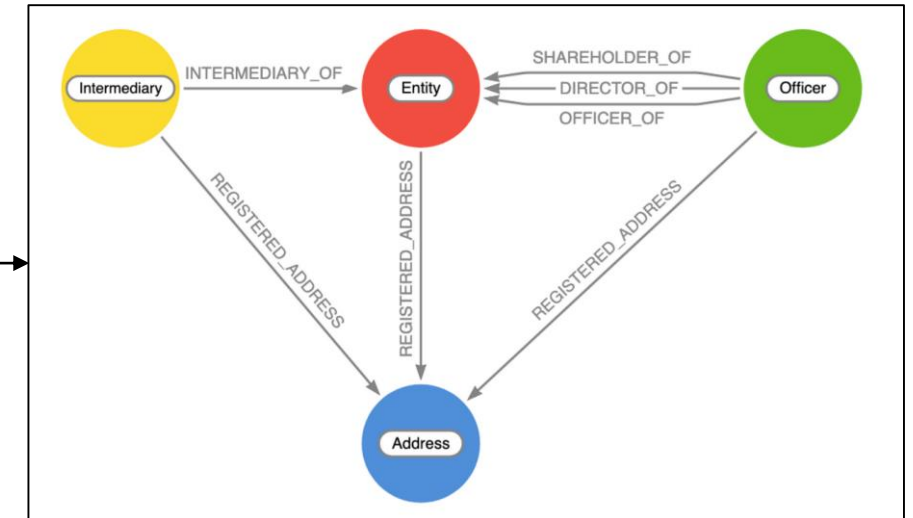 Intermediary
INTERMEDIARY_OF
Entity
SHAREHOLDER_OF
DIRECTOR_OF
OFFICER_OF
Officer
REGISTERED_ADDRESS
REGISTERED_ADDRESS
REGISTERED_ADDRESS
Address